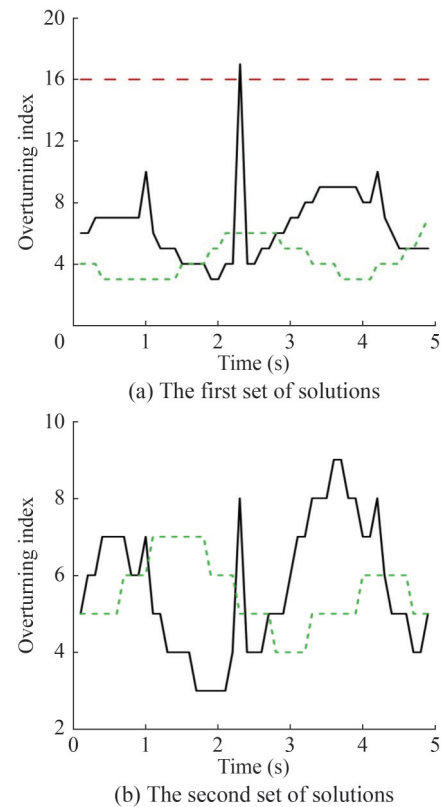 20
16
12
8
4
0
Overturning index
1 2 3 4 5
Time (s)
(a) The first set of solutions
10
8
6
4
2
Overturning index
0 1 2 3 4 5
Time (s)
(b) The second set of solutions